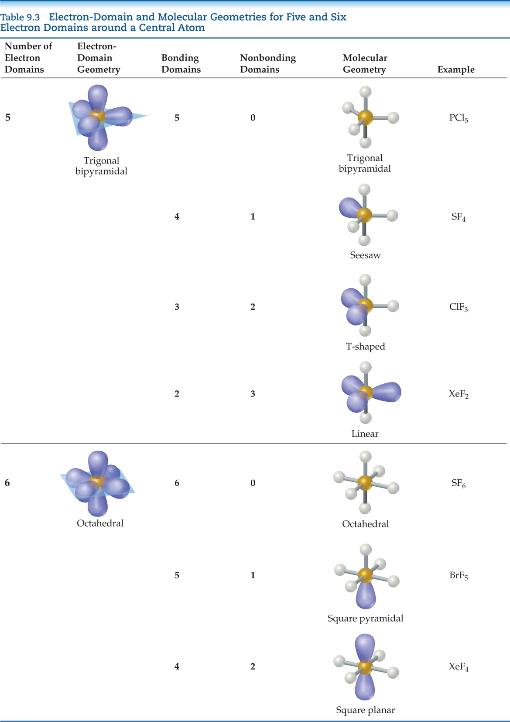 Table 9.3 Electron-Domain and Molecular Geometries for Five and Six
Electron Domains around a Central Atom
Number of Electron Domains
Electron-Domain Geometry
Bonding Domains
Nonbonding Domains
Molecular Geometry
Example
5
Trigonal bipyramidal
5 0 Trigonal bipyramidal PCl₅
4 1 Seesaw SF₄
3 2 T-shaped ClF₃
2 3 Linear XeF₂
6
Octahedral
6 0 Octahedral SF₆
5 1 Square pyramidal BrF₅
4 2 Square planar XeF₄